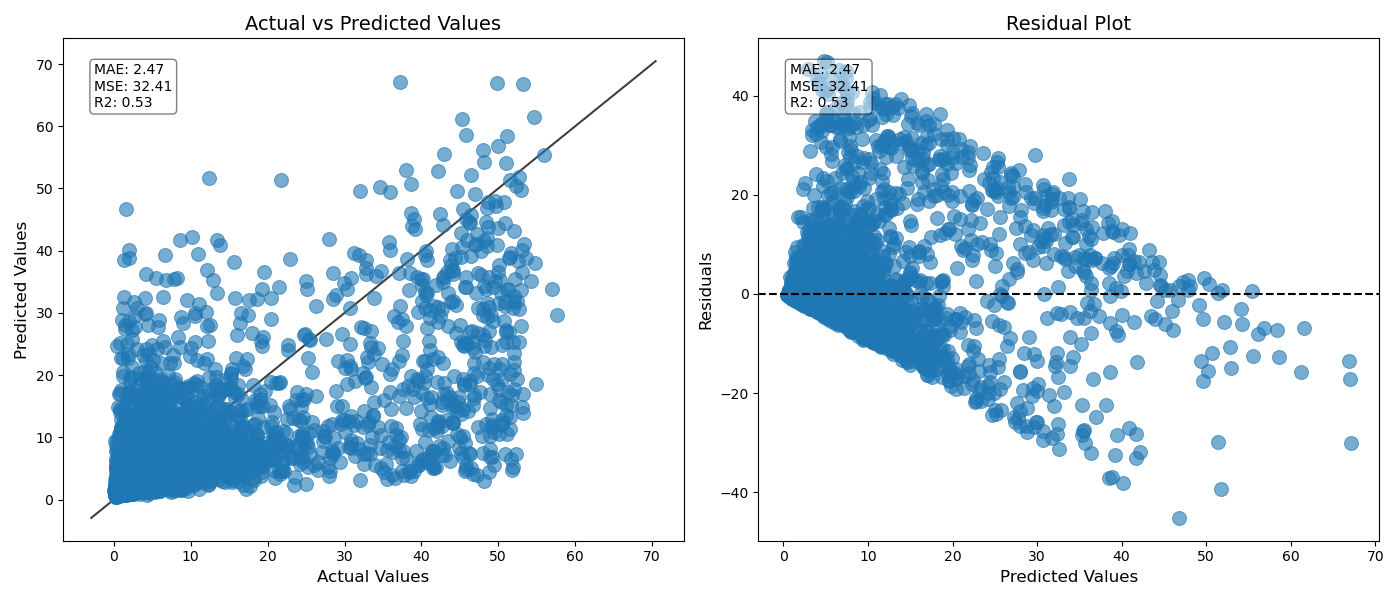 Actual vs Predicted Values
MAE: 2.47
MSE: 32.41
R2: 0.53
70
60
50
40
30
20
10
0
Predicted Values
0
10
20
30
40
50
60
70
Actual Values
Residual Plot
MAE: 2.47
MSE: 32.41
R2: 0.53
40
20
0
−20
−40
Residuals
0
10
20
30
40
50
60
70
Predicted Values